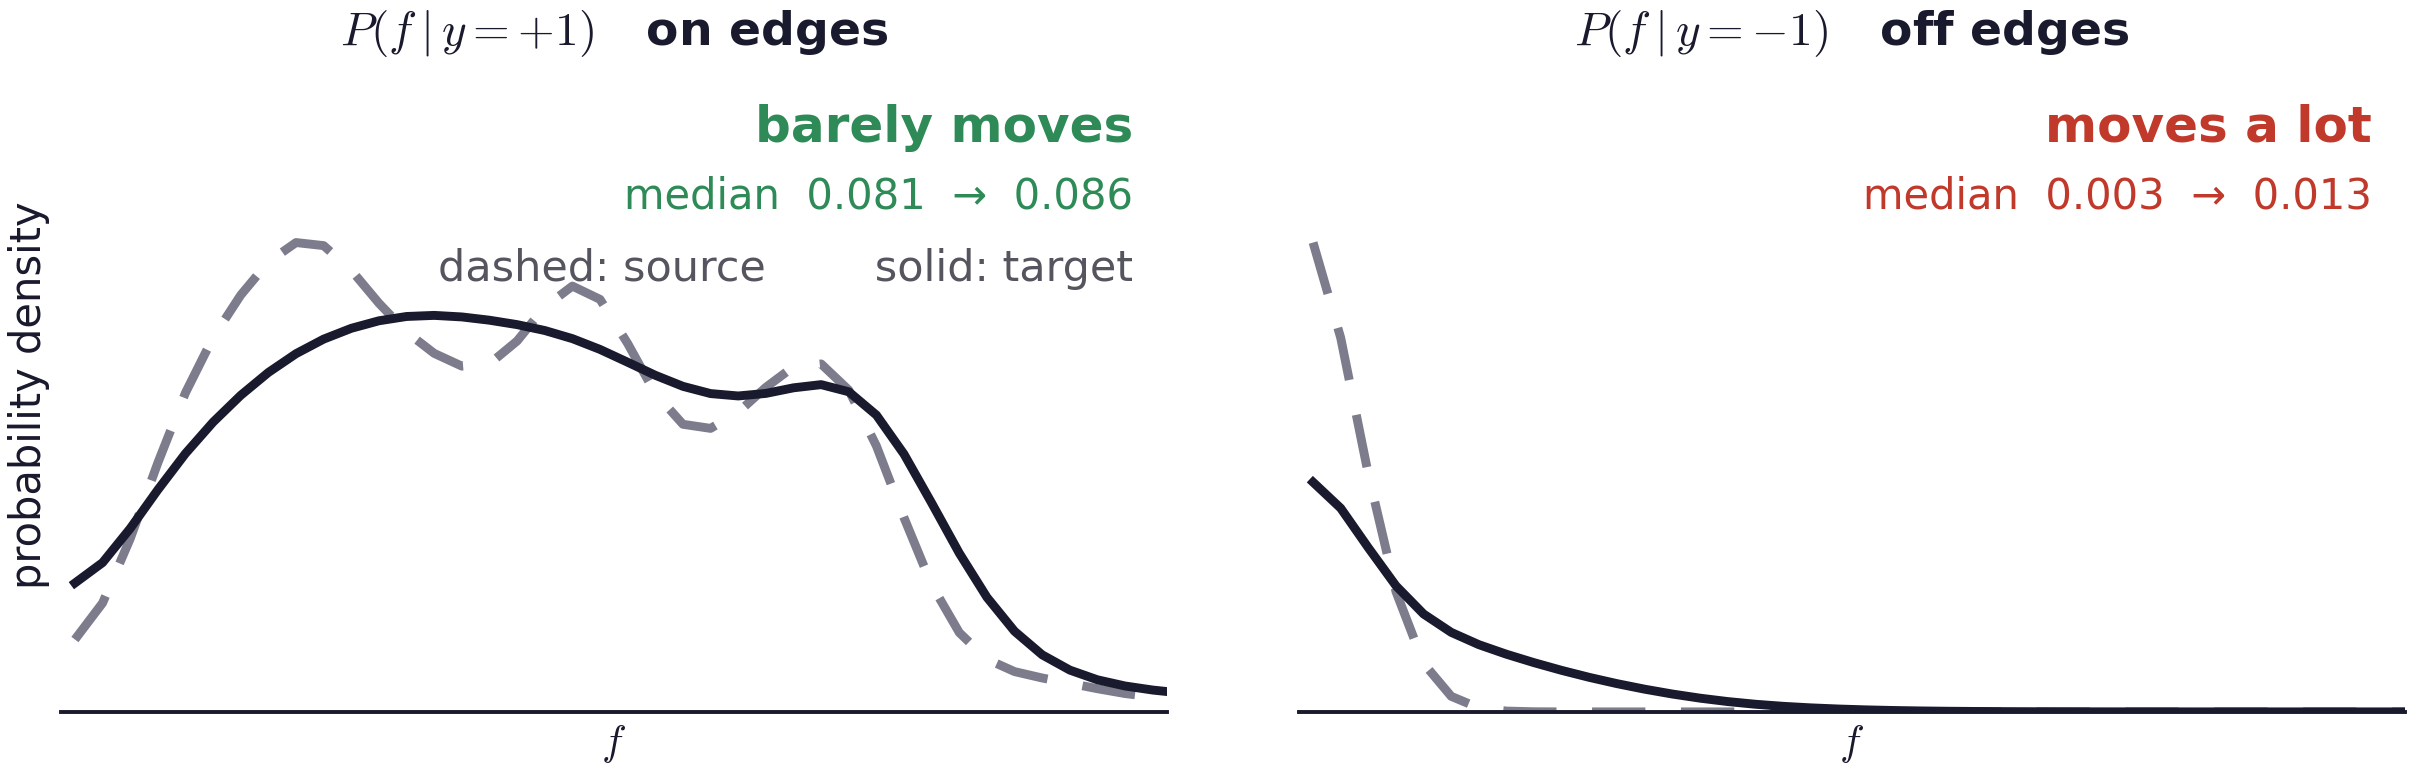 P(f | y = +1) on edges
barely moves
median 0.081 → 0.086
dashed: source solid: target
probability density
f
P(f | y = −1) off edges
moves a lot
median 0.003 → 0.013
f